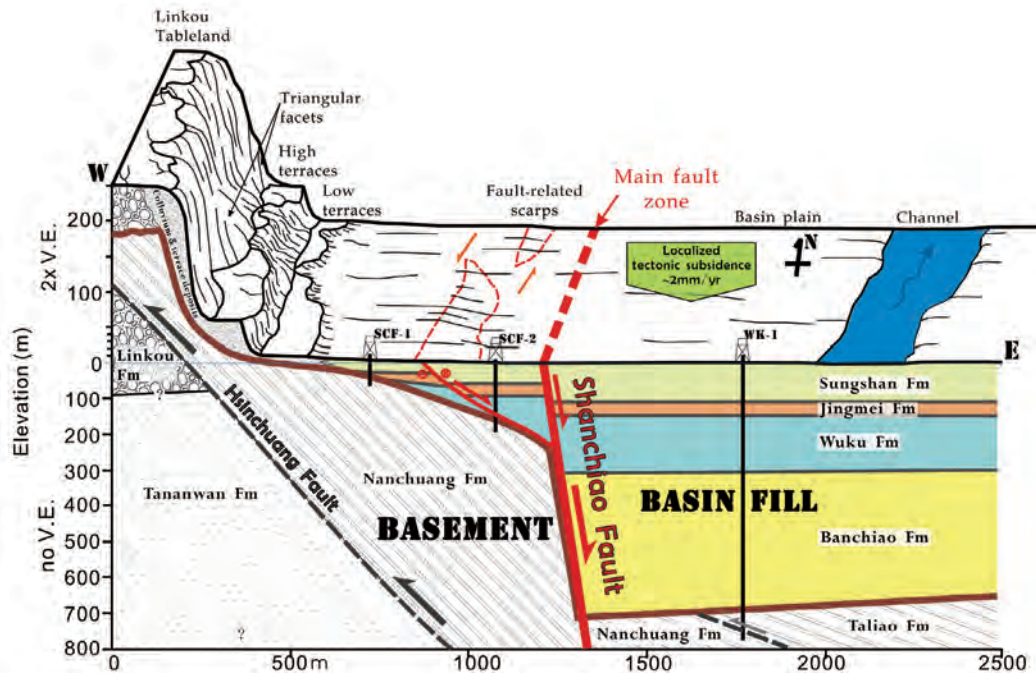 Linkou
Tableland
Triangular
facets
High
terraces
Low
terraces
Fault-related
scarps
Main fault
zone
Basin plain
Channel
N
Localized
tectonic subsidence
~2mm/yr
W
E
Colluvium & terrace deposits
SCF-1
SCF-2
WK-1
2x V.E.
Elevation (m)
no V.E.
200
100
0
100
200
300
400
500
600
700
800
Linkou
Fm
?
Hsinchuang Fault
Tananwan Fm
?
Nanchuang Fm
BASEMENT
Shanchiao Fault
BASIN FILL
Sungshan Fm
Jingmei Fm
Wuku Fm
Banchiao Fm
Nanchuang Fm
Taliao Fm
0
500m
1000
1500
2000
2500